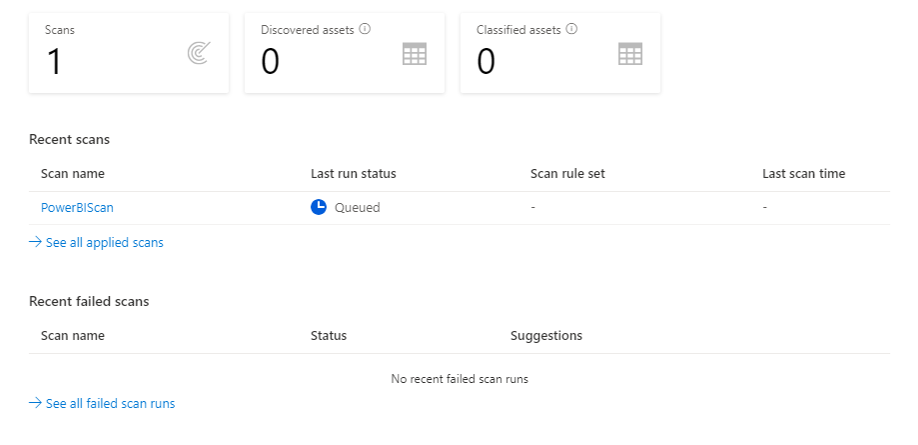 Scans
1
Discovered assets
0
Classified assets
0
Recent scans
Scan name Last run status Scan rule set Last scan time
PowerBIScan Queued - -
→ See all applied scans
Recent failed scans
Scan name Status Suggestions
No recent failed scan runs
→ See all failed scan runs